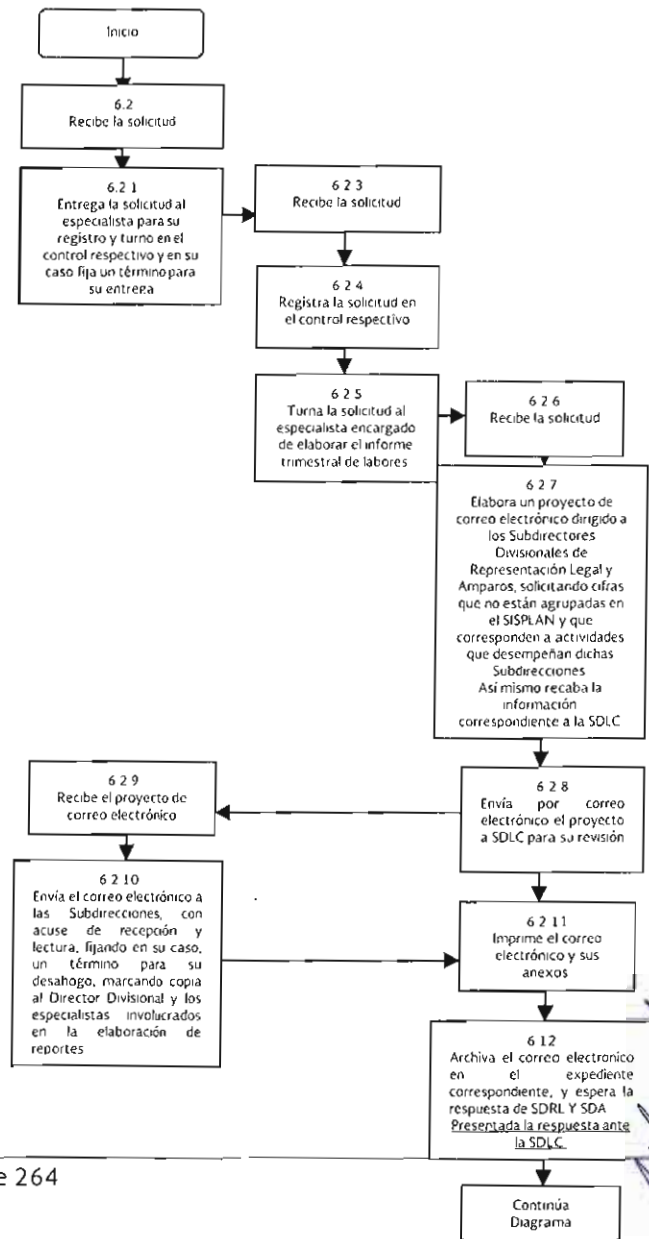 Inicio
6.2
Recibe la solicitud
6.2 1
Entrega la solicitud al
especialista para su
registro y turno en el
control respectivo y en su
caso fija un término para
su entrega
6 2 3
Recibe la solicitud
6 2 4
Registra la solicitud en
el control respectivo
6 2 5
Turna la solicitud al
especialista encargado
de elaborar el informe
trimestral de labores
6 2 6
Recibe la solicitud
6 2 7
Elabora un proyecto de
correo electrónico dirigido a
los Subdirectores
Divisionales de
Representación Legal y
Amparos, solicitando cifras
que no están agrupadas en
el SISPLAN y que
corresponden a actividades
que desempeñan dichas
Subdirecciones
Así mismo recaba la
información
correspondiente a la SDLC
6 2 8
Envía por correo
electrónico el proyecto
a SDLC para su revisión
6 2 9
Recibe el proyecto de
correo electrónico
6 2 10
Envía el correo electrónico a
las Subdirecciones, con
acuse de recepción y
lectura, fijando en su caso,
un término para su
desahogo, marcando copia
al Director Divisional y los
especialistas involucrados
en la elaboración de
reportes
6 2 11
Imprime el correo
electrónico y sus
anexos
6 12
Archiva el correo electronico
en el expediente
correspondiente, y espera la
respuesta de SDRL Y SDA
Presentada la respuesta ante
la SDLC
Continúa
Diagrama
e 264